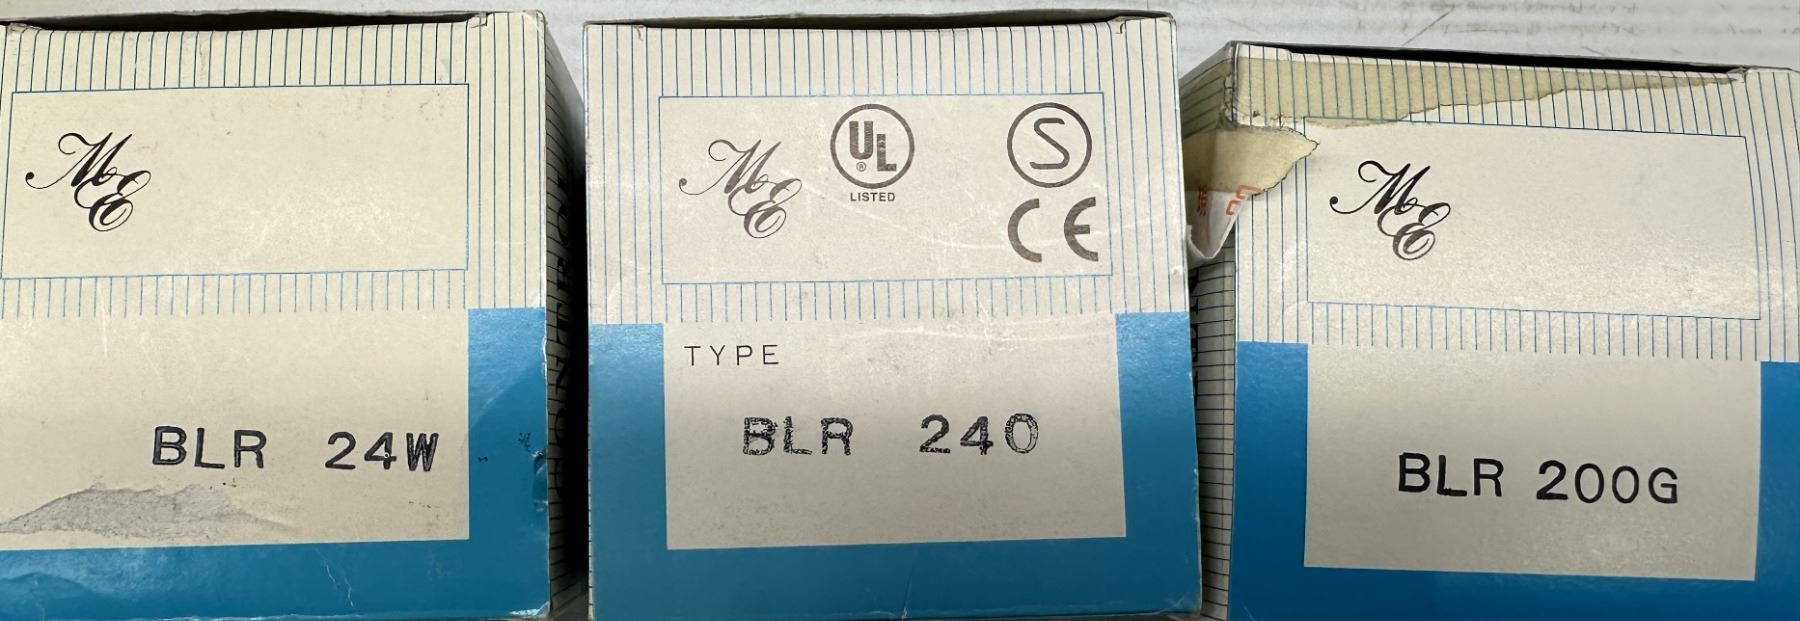 ME
BLR 24W
ME
UL
®
LISTED
S
CE
TYPE
BLR 240
ME
BLR 200G